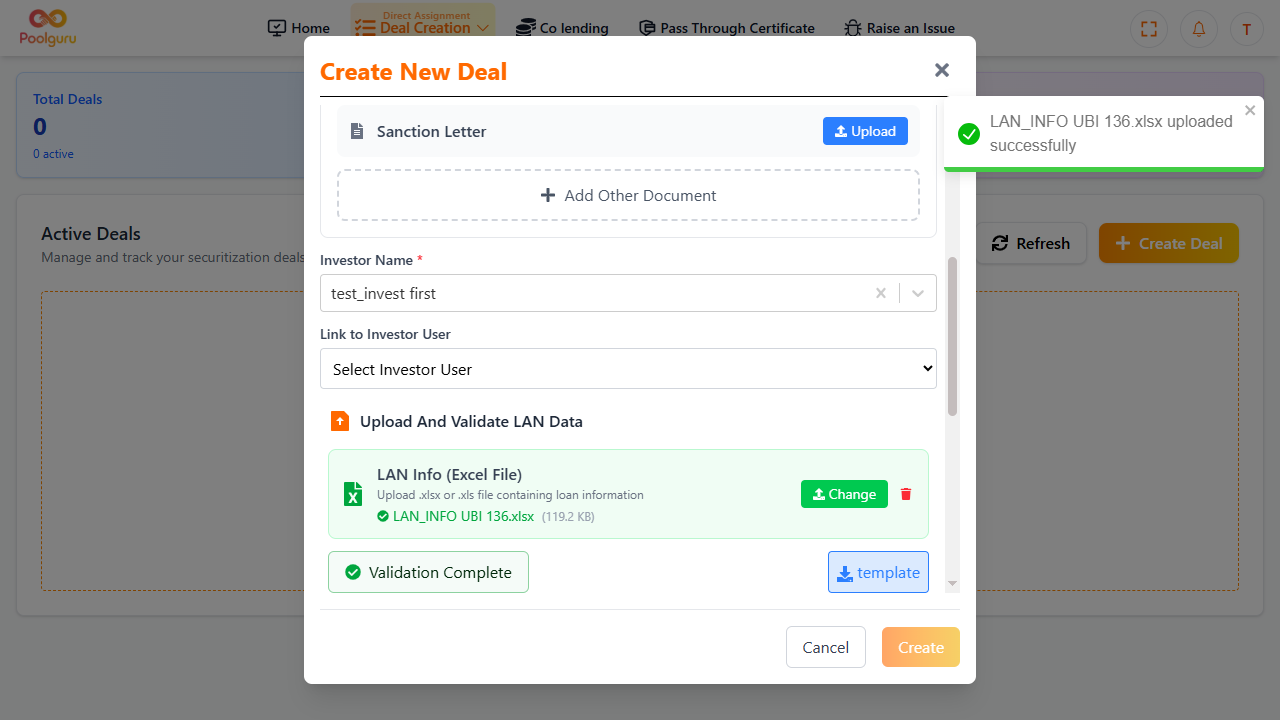 Poolguru
Home
Direct Assignment
Deal Creation
Co lending
Pass Through Certificate
Raise an Issue
T
Total Deals
0
0 active
Active Deals
Manage and track your securitization deals
Refresh
Create Deal
Create New Deal
Sanction Letter
Upload
Add Other Document
Investor Name *
test_invest first
Link to Investor User
Select Investor User
Upload And Validate LAN Data
LAN Info (Excel File)
Upload .xlsx or .xls file containing loan information
LAN_INFO UBI 136.xlsx (119.2 KB)
Change
Validation Complete
template
Cancel
Create
LAN_INFO UBI 136.xlsx uploaded
successfully